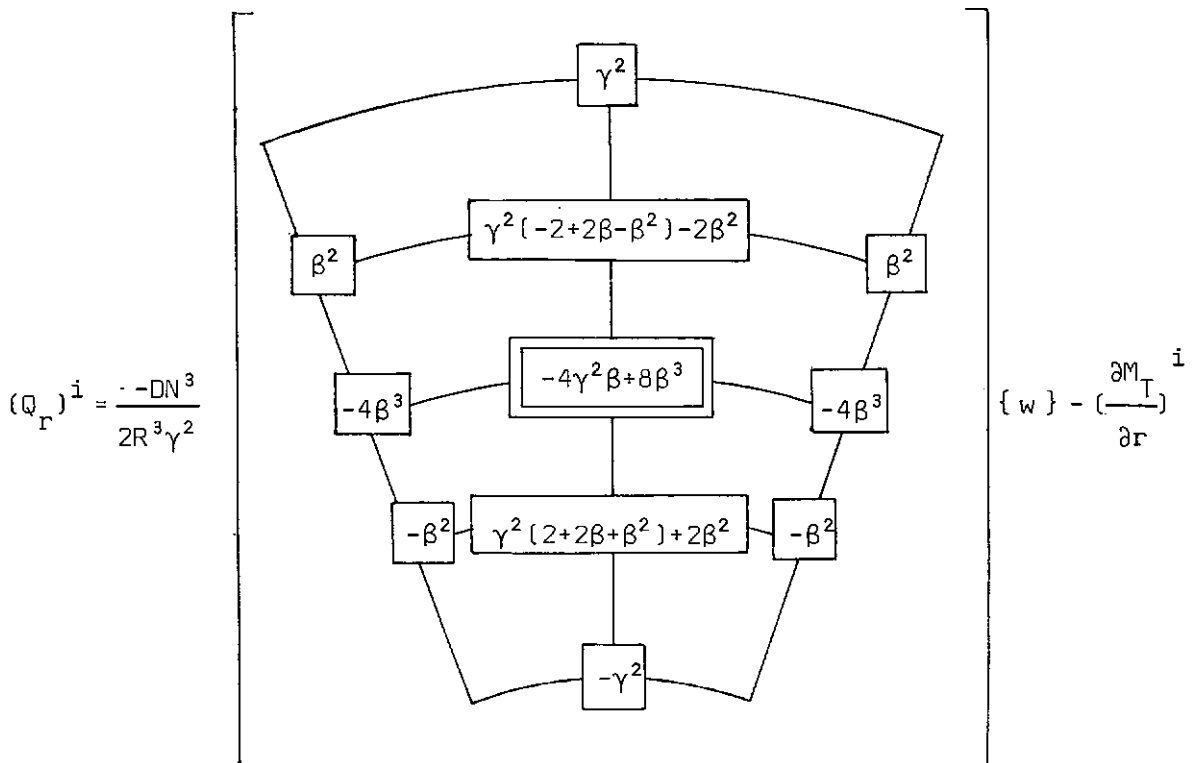 γ²
γ²(-2+2β-β²)-2β²
β² β²
-4γ²β+8β³
-4β³ -4β³
(Q_r)^i = -DN³ / 2R³γ² {w} - (∂M_T / ∂r)^i
-β² γ²(2+2β+β²)+2β² -β²
-γ²